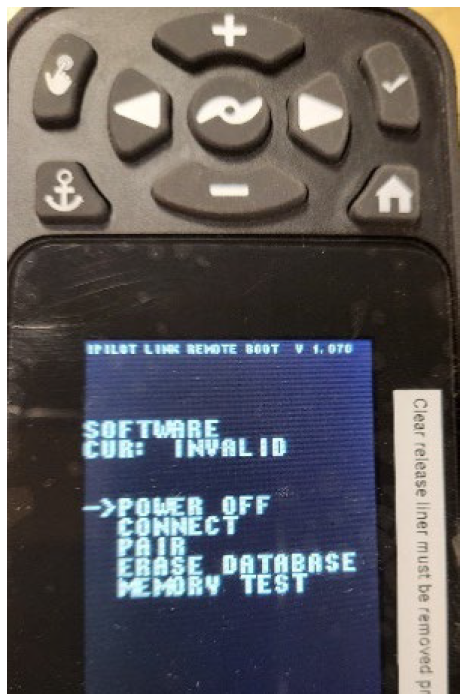 IPILOT LINK REMOTE BOOT V 1.070
SOFTWARE
CUR: INVALID
->POWER OFF
CONNECT
PAIR
ERASE DATABASE
MEMORY TEST
Clear release liner must be removed p